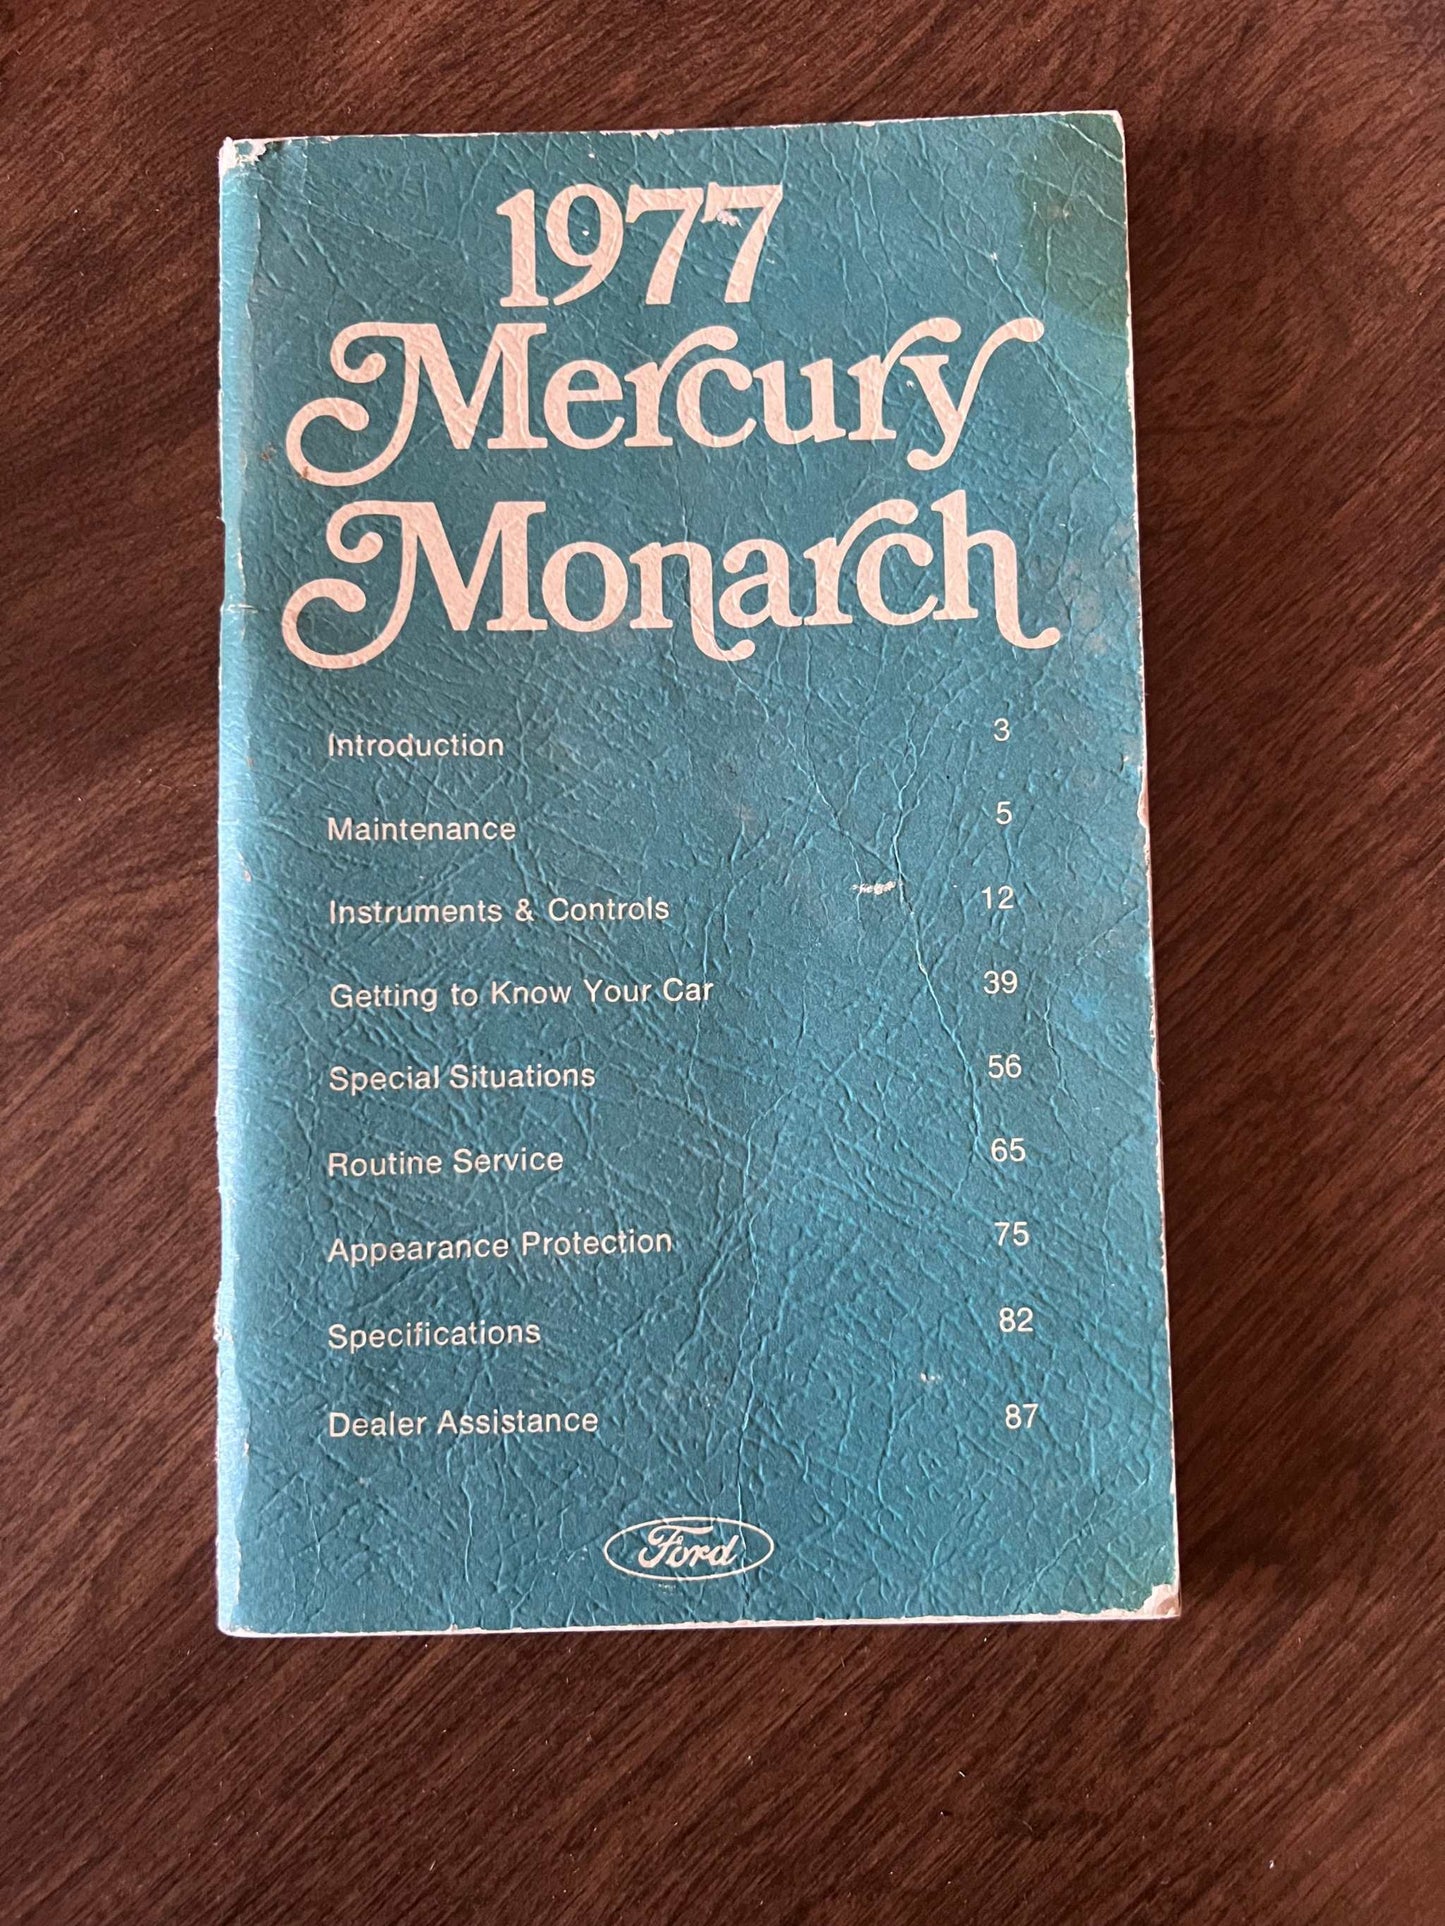 1977
Mercury
Monarch
Introduction 3
Maintenance 5
Instruments & Controls 12
Getting to Know Your Car 39
Special Situations 56
Routine Service 65
Appearance Protection 75
Specifications 82
Dealer Assistance 87
Ford